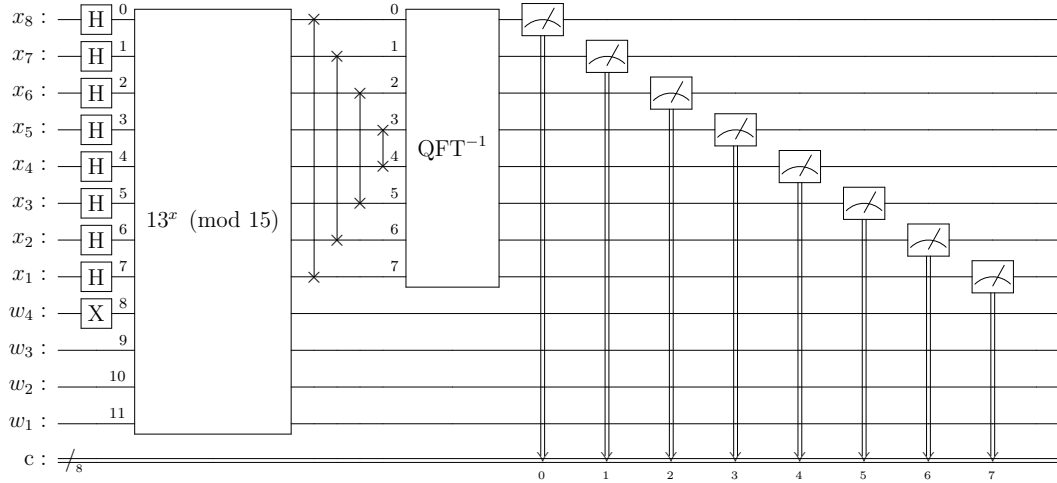 x₈ : H 0 0
x₇ : H 1 1
x₆ : H 2 2
x₅ : H 3 3
x₄ : H 4 QFT⁻¹ 4
x₃ : H 5 13ˣ (mod 15) 5
x₂ : H 6 6
x₁ : H 7 7
w₄ : X 8
w₃ : 9
w₂ : 10
w₁ : 11
c : 8 0 1 2 3 4 5 6 7